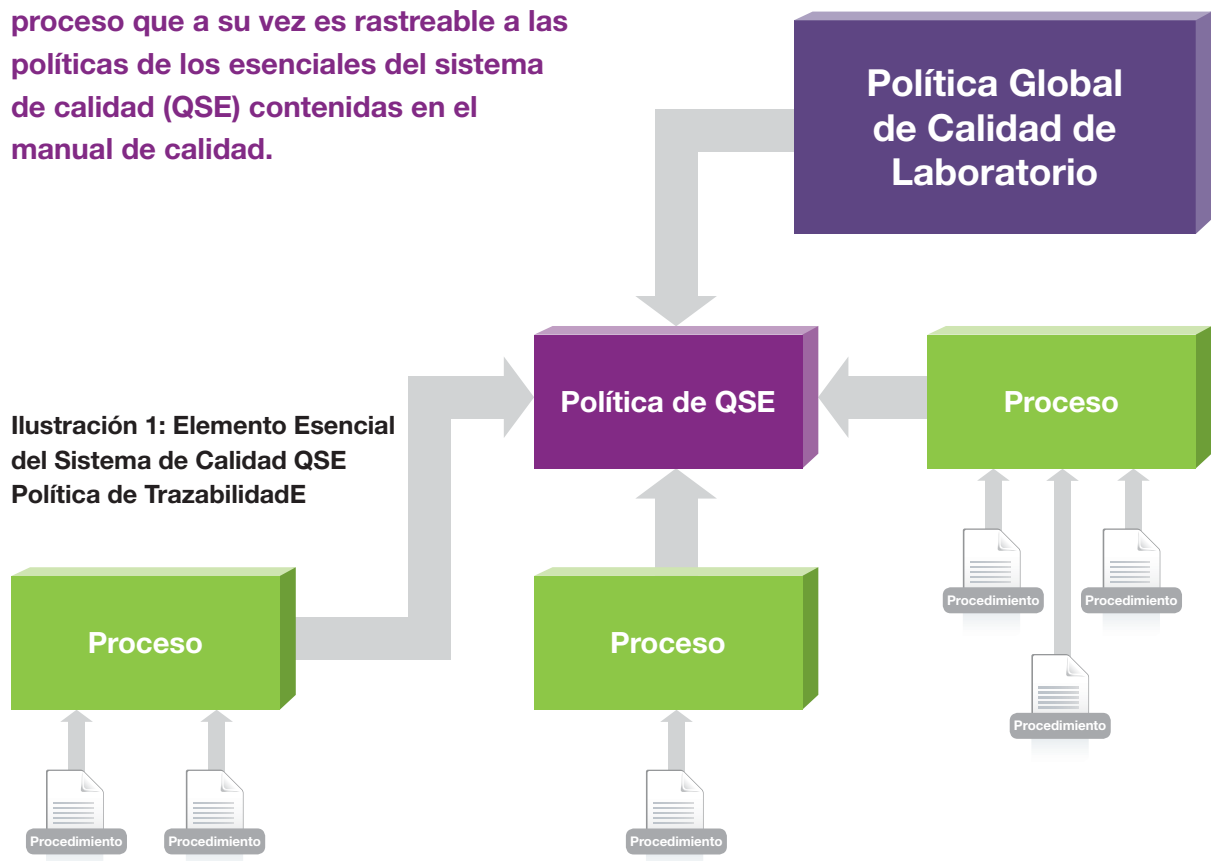 proceso que a su vez es rastreable a las
políticas de los esenciales del sistema
de calidad (QSE) contenidas en el
manual de calidad.
Política Global
de Calidad de
Laboratorio
Política de QSE
Proceso
Ilustración 1: Elemento Esencial
del Sistema de Calidad QSE
Política de TrazabilidadE
Procedimiento
Procedimiento
Proceso
Proceso
Procedimiento
Procedimiento
Procedimiento
Procedimiento